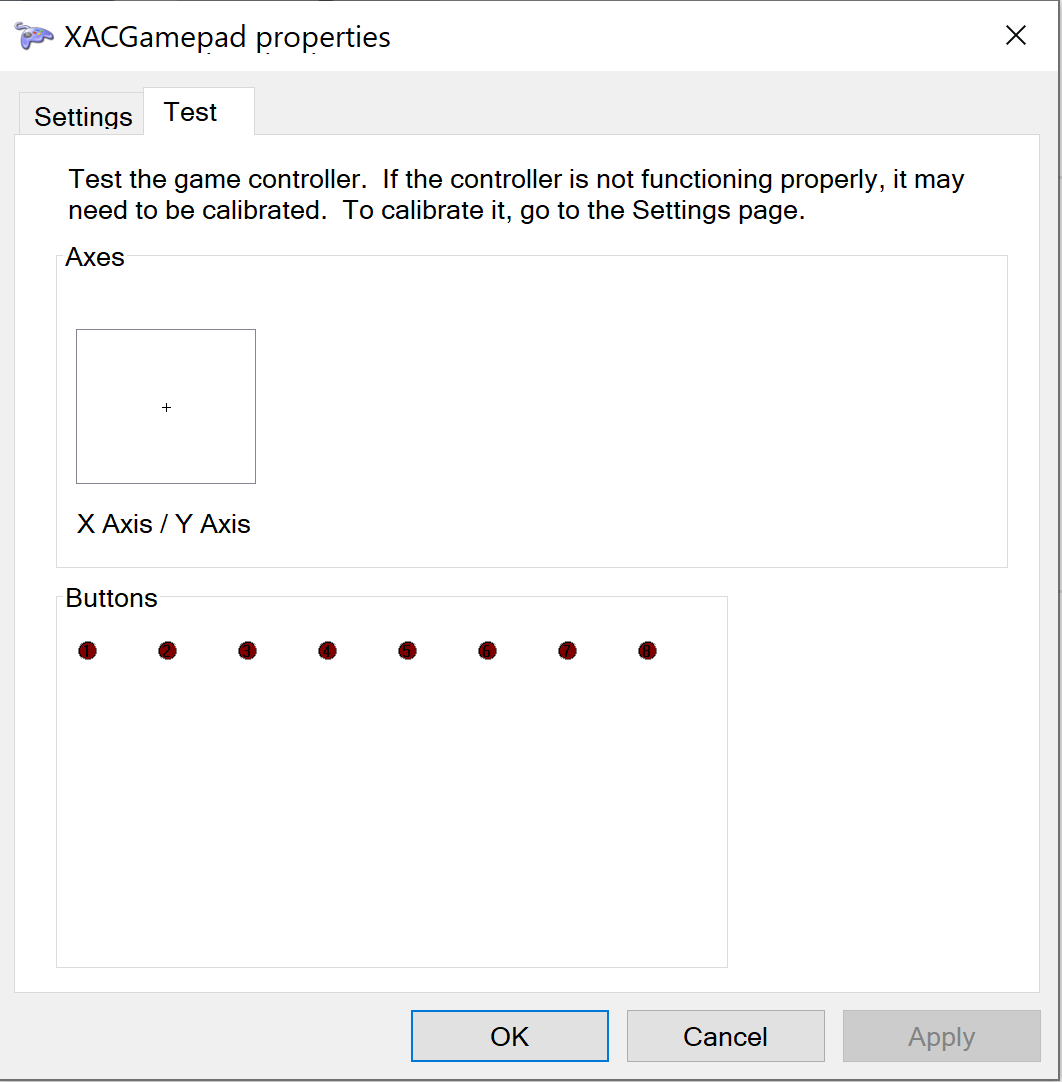 XACGamepad properties
Settings
Test
Test the game controller.  If the controller is not functioning properly, it may
need to be calibrated.  To calibrate it, go to the Settings page.
Axes
X Axis / Y Axis
Buttons
1 2 3 4 5 6 7 8
OK Cancel Apply